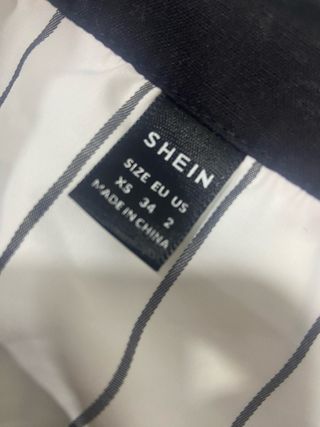 SHEIN
SIZE EU US
XS 34 2
MADE IN CHINA